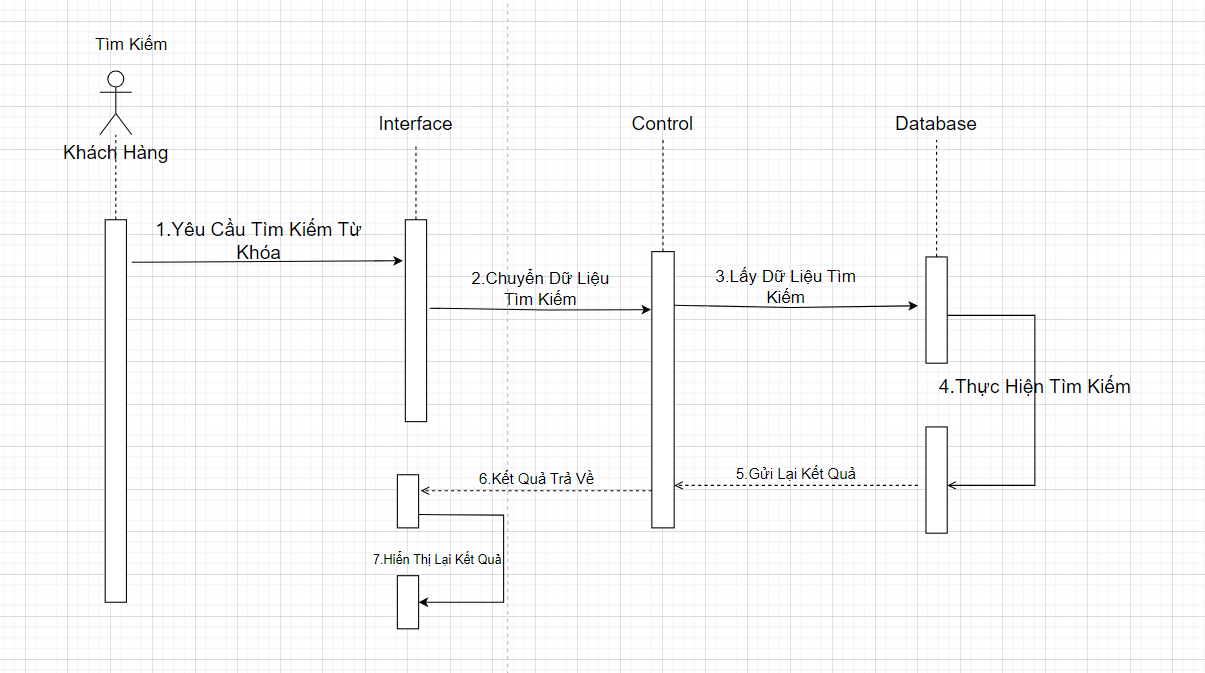 Tìm Kiếm
Khách Hàng
Interface
Control
Database
1.Yêu Cầu Tìm Kiếm Từ
Khóa
2.Chuyển Dữ Liệu
Tìm Kiếm
3.Lấy Dữ Liệu Tìm
Kiếm
4.Thực Hiện Tìm Kiếm
5.Gửi Lại Kết Quả
6.Kết Quả Trả Về
7.Hiển Thị Lại Kết Quả